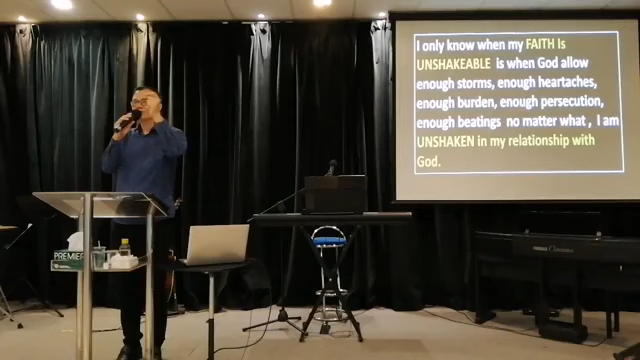 I only know when my FAITH Is
UNSHAKEABLE is when God allow
enough storms, enough heartaches,
enough burden, enough persecution,
enough beatings no matter what , I am
UNSHAKEN in my relationship with
God.
PREMIER